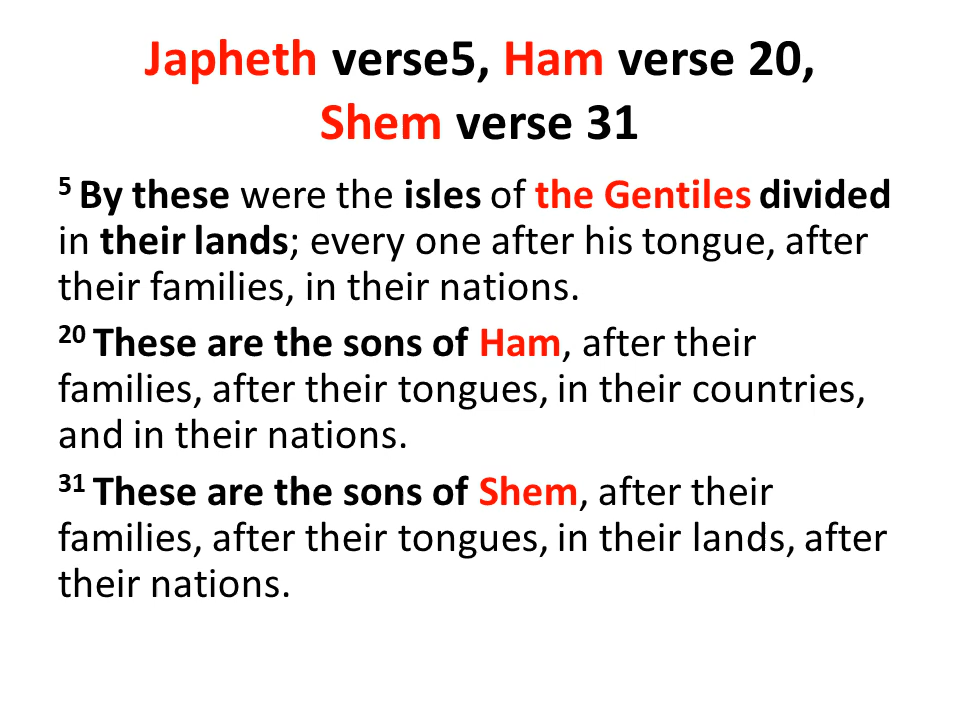 Japheth verse5, Ham verse 20,
Shem verse 31
5 By these were the isles of the Gentiles divided
in their lands; every one after his tongue, after
their families, in their nations.
20 These are the sons of Ham, after their
families, after their tongues, in their countries,
and in their nations.
31 These are the sons of Shem, after their
families, after their tongues, in their lands, after
their nations.